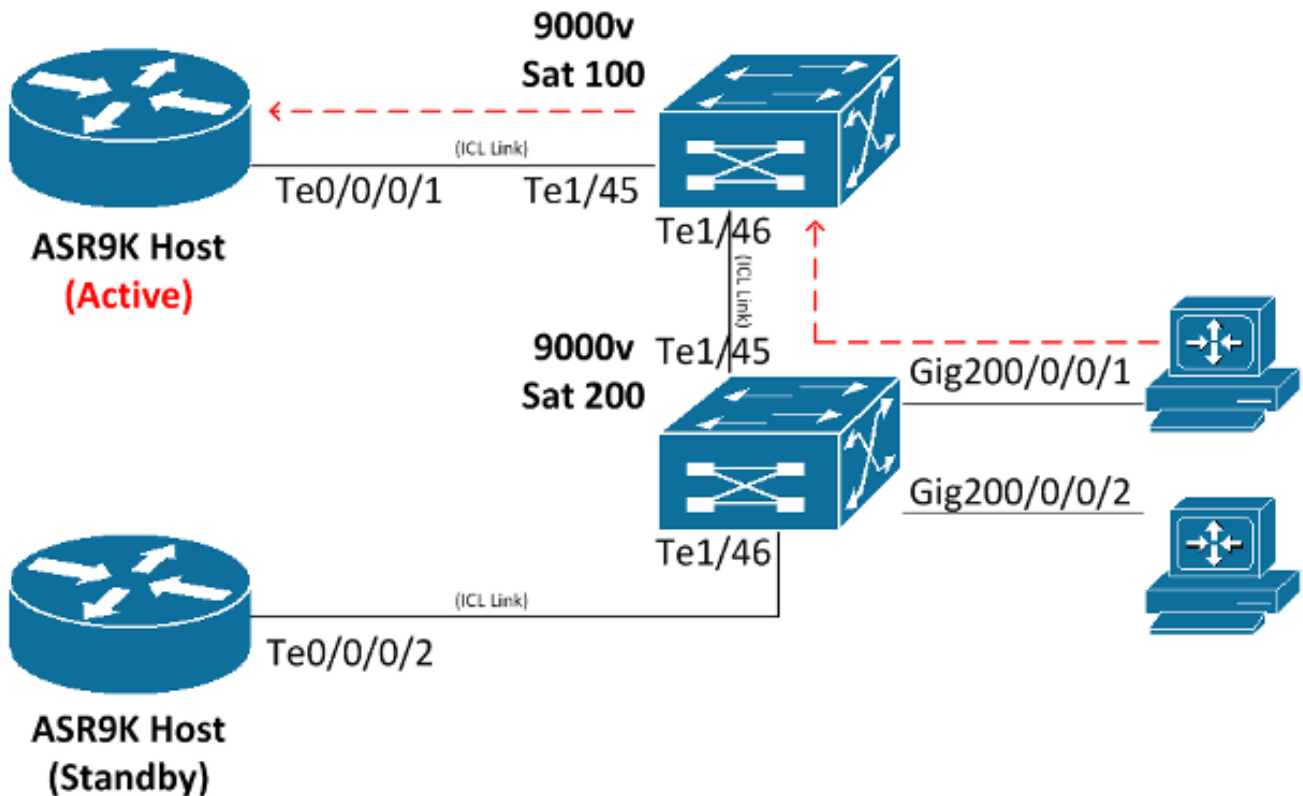 9000v
Sat 100
(ICL Link)
Te0/0/0/1
Te1/45
ASR9K Host
(Active)
Te1/46
(ICL Link)
9000v
Sat 200
Te1/45
Gig200/0/0/1
Gig200/0/0/2
Te1/46
(ICL Link)
Te0/0/0/2
ASR9K Host
(Standby)